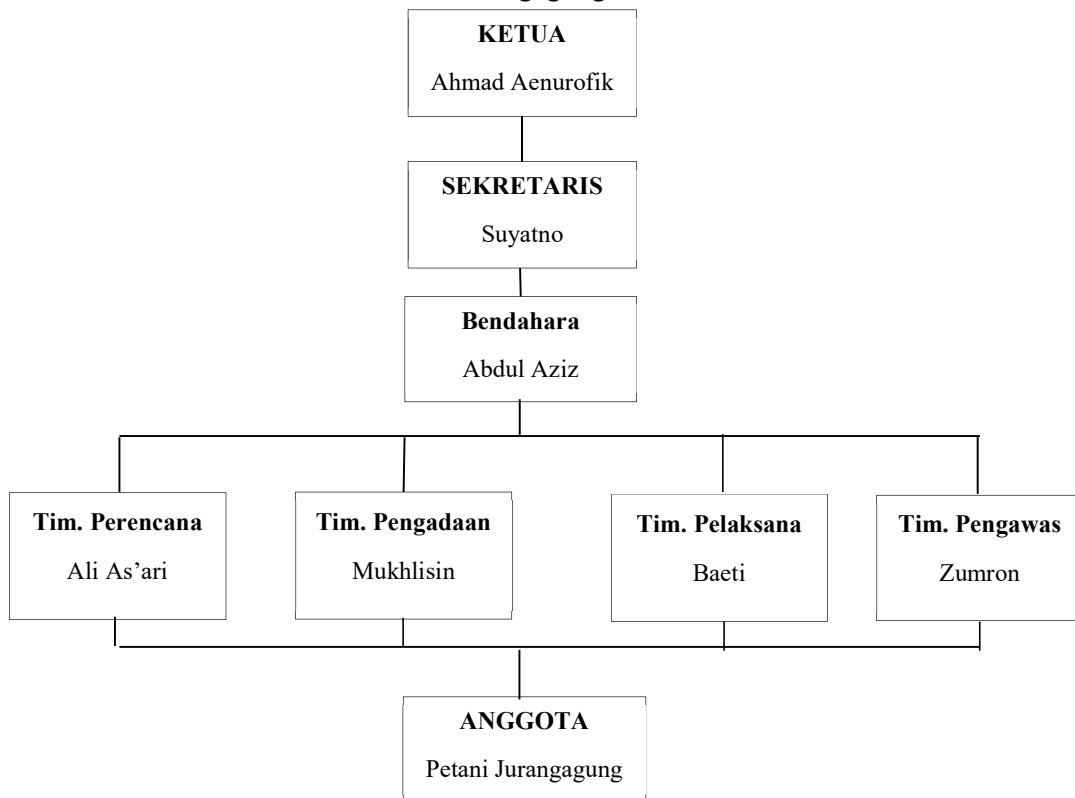 KETUA
Ahmad Aenurofik
SEKRETARIS
Suyatno
Bendahara
Abdul Aziz
Tim. Perencana
Ali As’ari
Tim. Pengadaan
Mukhlisin
Tim. Pelaksana
Baeti
Tim. Pengawas
Zumron
ANGGOTA
Petani Jurangagung